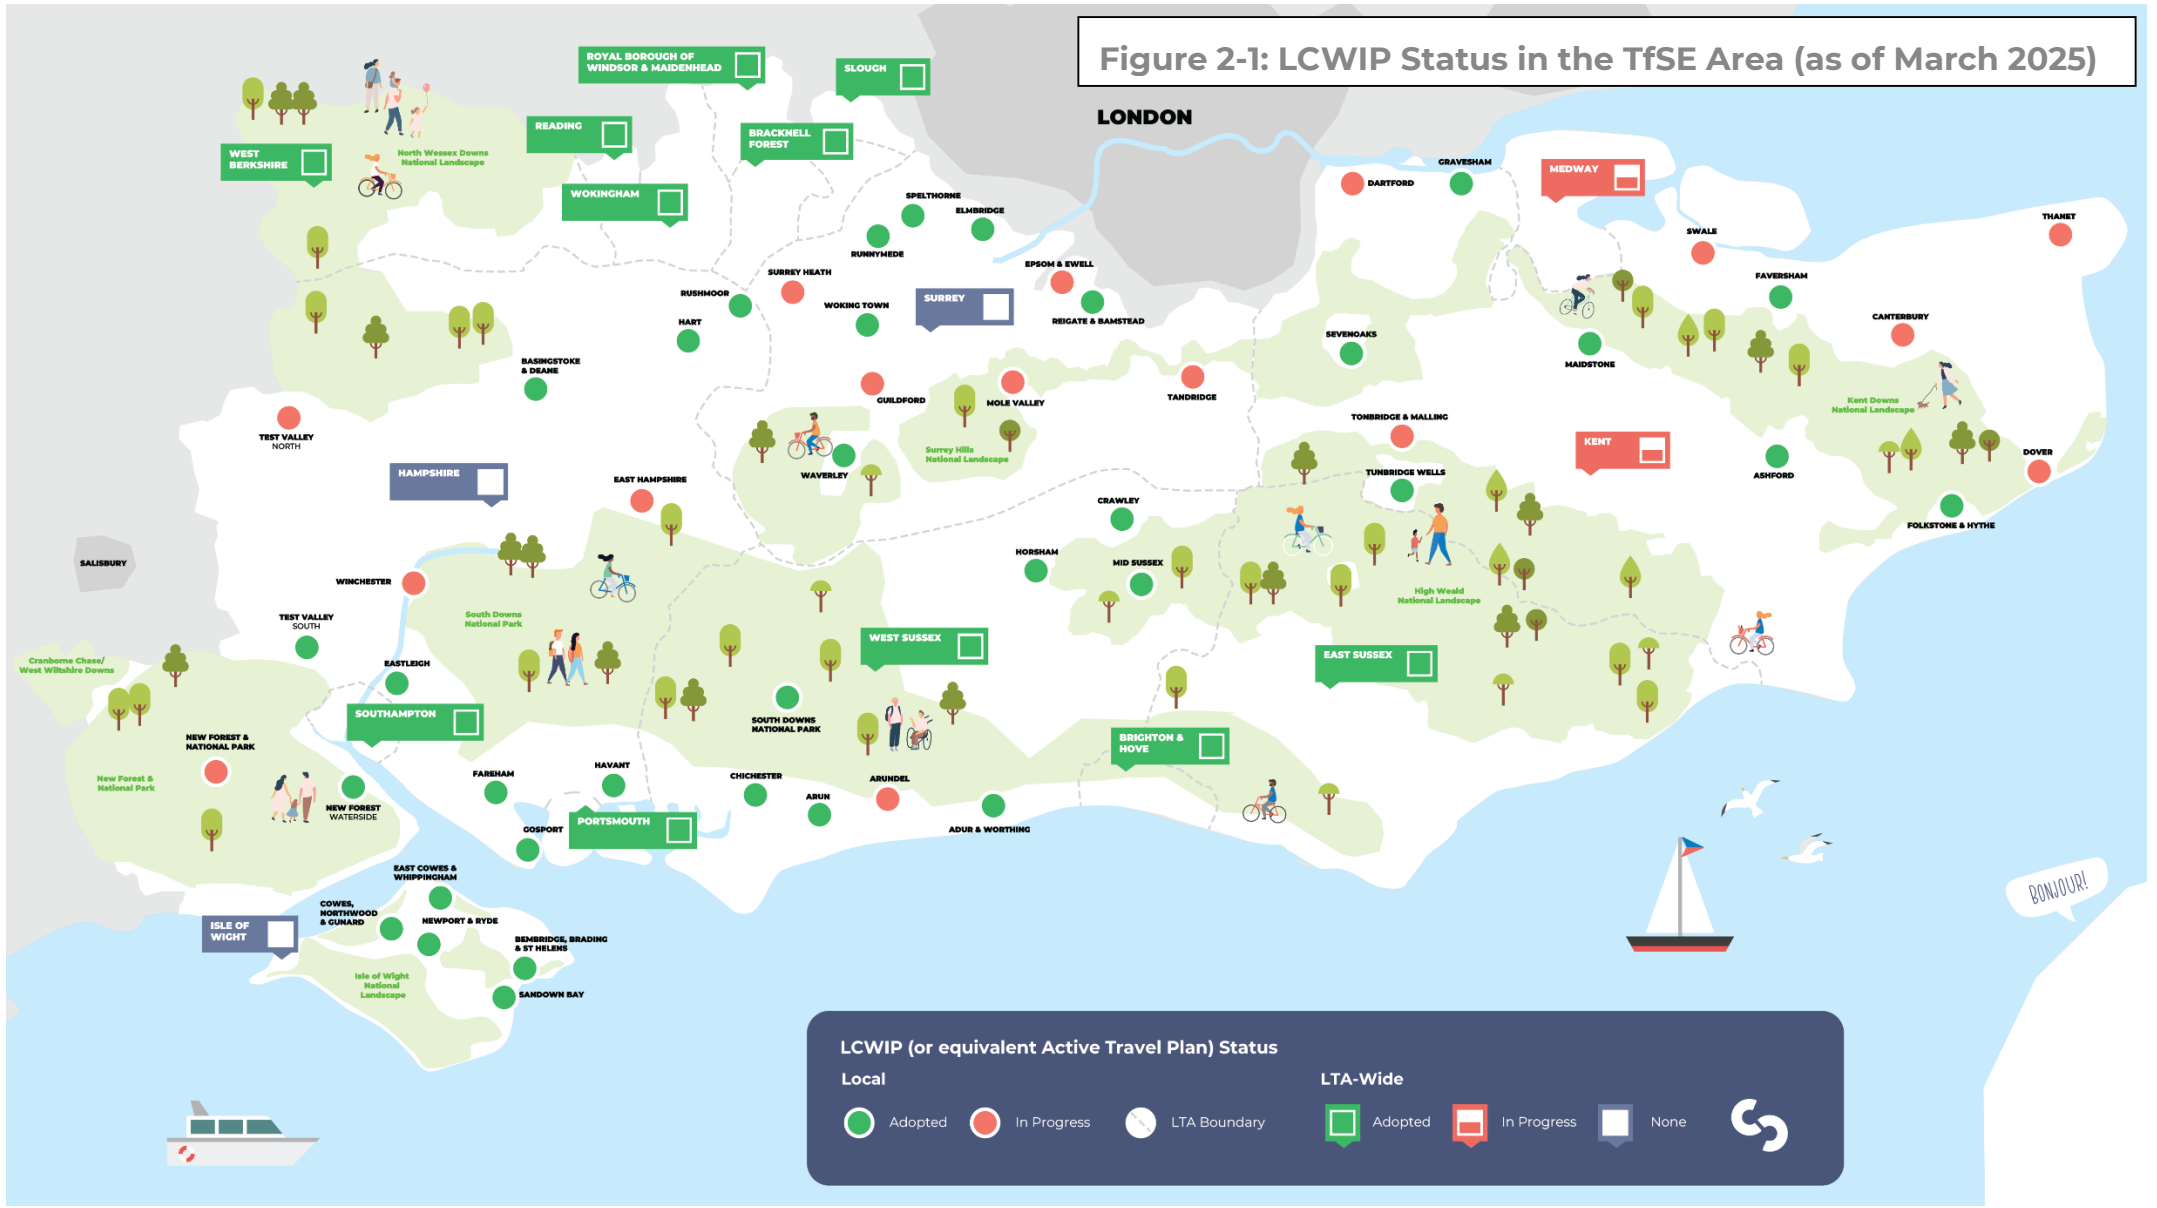 Figure 2-1: LCWIP Status in the TfSE Area (as of March 2025)
ROYAL BOROUGH OF
WINDSOR & MAIDENHEAD
SLOUGH
LONDON
READING
BRACKNELL
FOREST
WEST
BERKSHIRE
North Wessex Downs
National Landscape
WOKINGHAM
GRAVESHAM
DARTFORD
MEDWAY
SPELTHORNE
ELMBRIDGE
RUNNYMEDE
THANET
SWALE
EPSOM & EWELL
SURREY HEATH
FAVERSHAM
RUSHMOOR
WOKING TOWN
SURREY
HART
REIGATE & BAMSTEAD
CANTERBURY
SEVENOAKS
BASINGSTOKE
& DEANE
MAIDSTONE
GUILDFORD
MOLE VALLEY
TANDRIDGE
Kent Downs
National Landscape
TEST VALLEY
NORTH
TONBRIDGE & MALLING
KENT
Surrey Hills
National Landscape
HAMPSHIRE
WAVERLEY
EAST HAMPSHIRE
TUNBRIDGE WELLS
ASHFORD
DOVER
CRAWLEY
FOLKSTONE & HYTHE
HORSHAM
MID SUSSEX
SALISBURY
WINCHESTER
High Weald
National Landscape
TEST VALLEY
SOUTH
South Downs
National Park
WEST SUSSEX
EAST SUSSEX
Cranborne Chase/
West Wiltshire Downs
EASTLEIGH
SOUTHAMPTON
SOUTH DOWNS
NATIONAL PARK
BRIGHTON &
HOVE
NEW FOREST &
NATIONAL PARK
New Forest &
National Park
FAREHAM
HAVANT
CHICHESTER
ARUNDEL
ARUN
NEW FOREST
WATERSIDE
GOSPORT
PORTSMOUTH
ADUR & WORTHING
EAST COWES &
WHIPPINGHAM
COWES,
NORTHWOOD
& GUNARD
NEWPORT & RYDE
ISLE OF
WIGHT
BEMBRIDGE, BRADING
& ST HELENS
SANDOWN BAY
Isle of Wight
National
Landscape
BONJOUR!
LCWIP (or equivalent Active Travel Plan) Status
Local
LTA-Wide
Adopted
In Progress
LTA Boundary
Adopted
In Progress
None